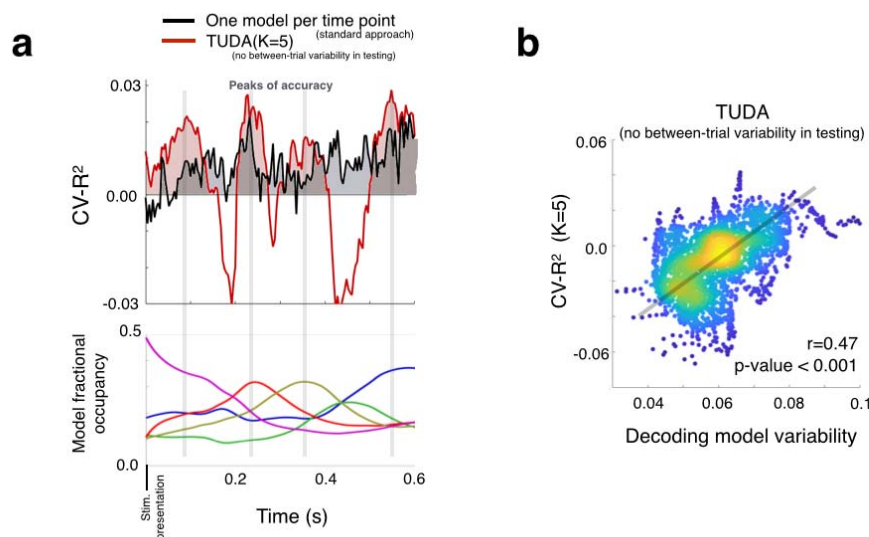 One model per time point
(standard approach)
TUDA(K=5)
(no between-trial variability in testing)
a
Peaks of accuracy
0.03
0.00
-0.03
CV-R²
0.5
0.0
Model fractional
occupancy
0.2
0.4
0.6
Stim.
presentation
Time (s)
b
TUDA
(no between-trial variability in testing)
0.06
0.0
-0.06
CV-R² (K=5)
r=0.47
p-value < 0.001
0.04
0.06
0.08
0.1
Decoding model variability